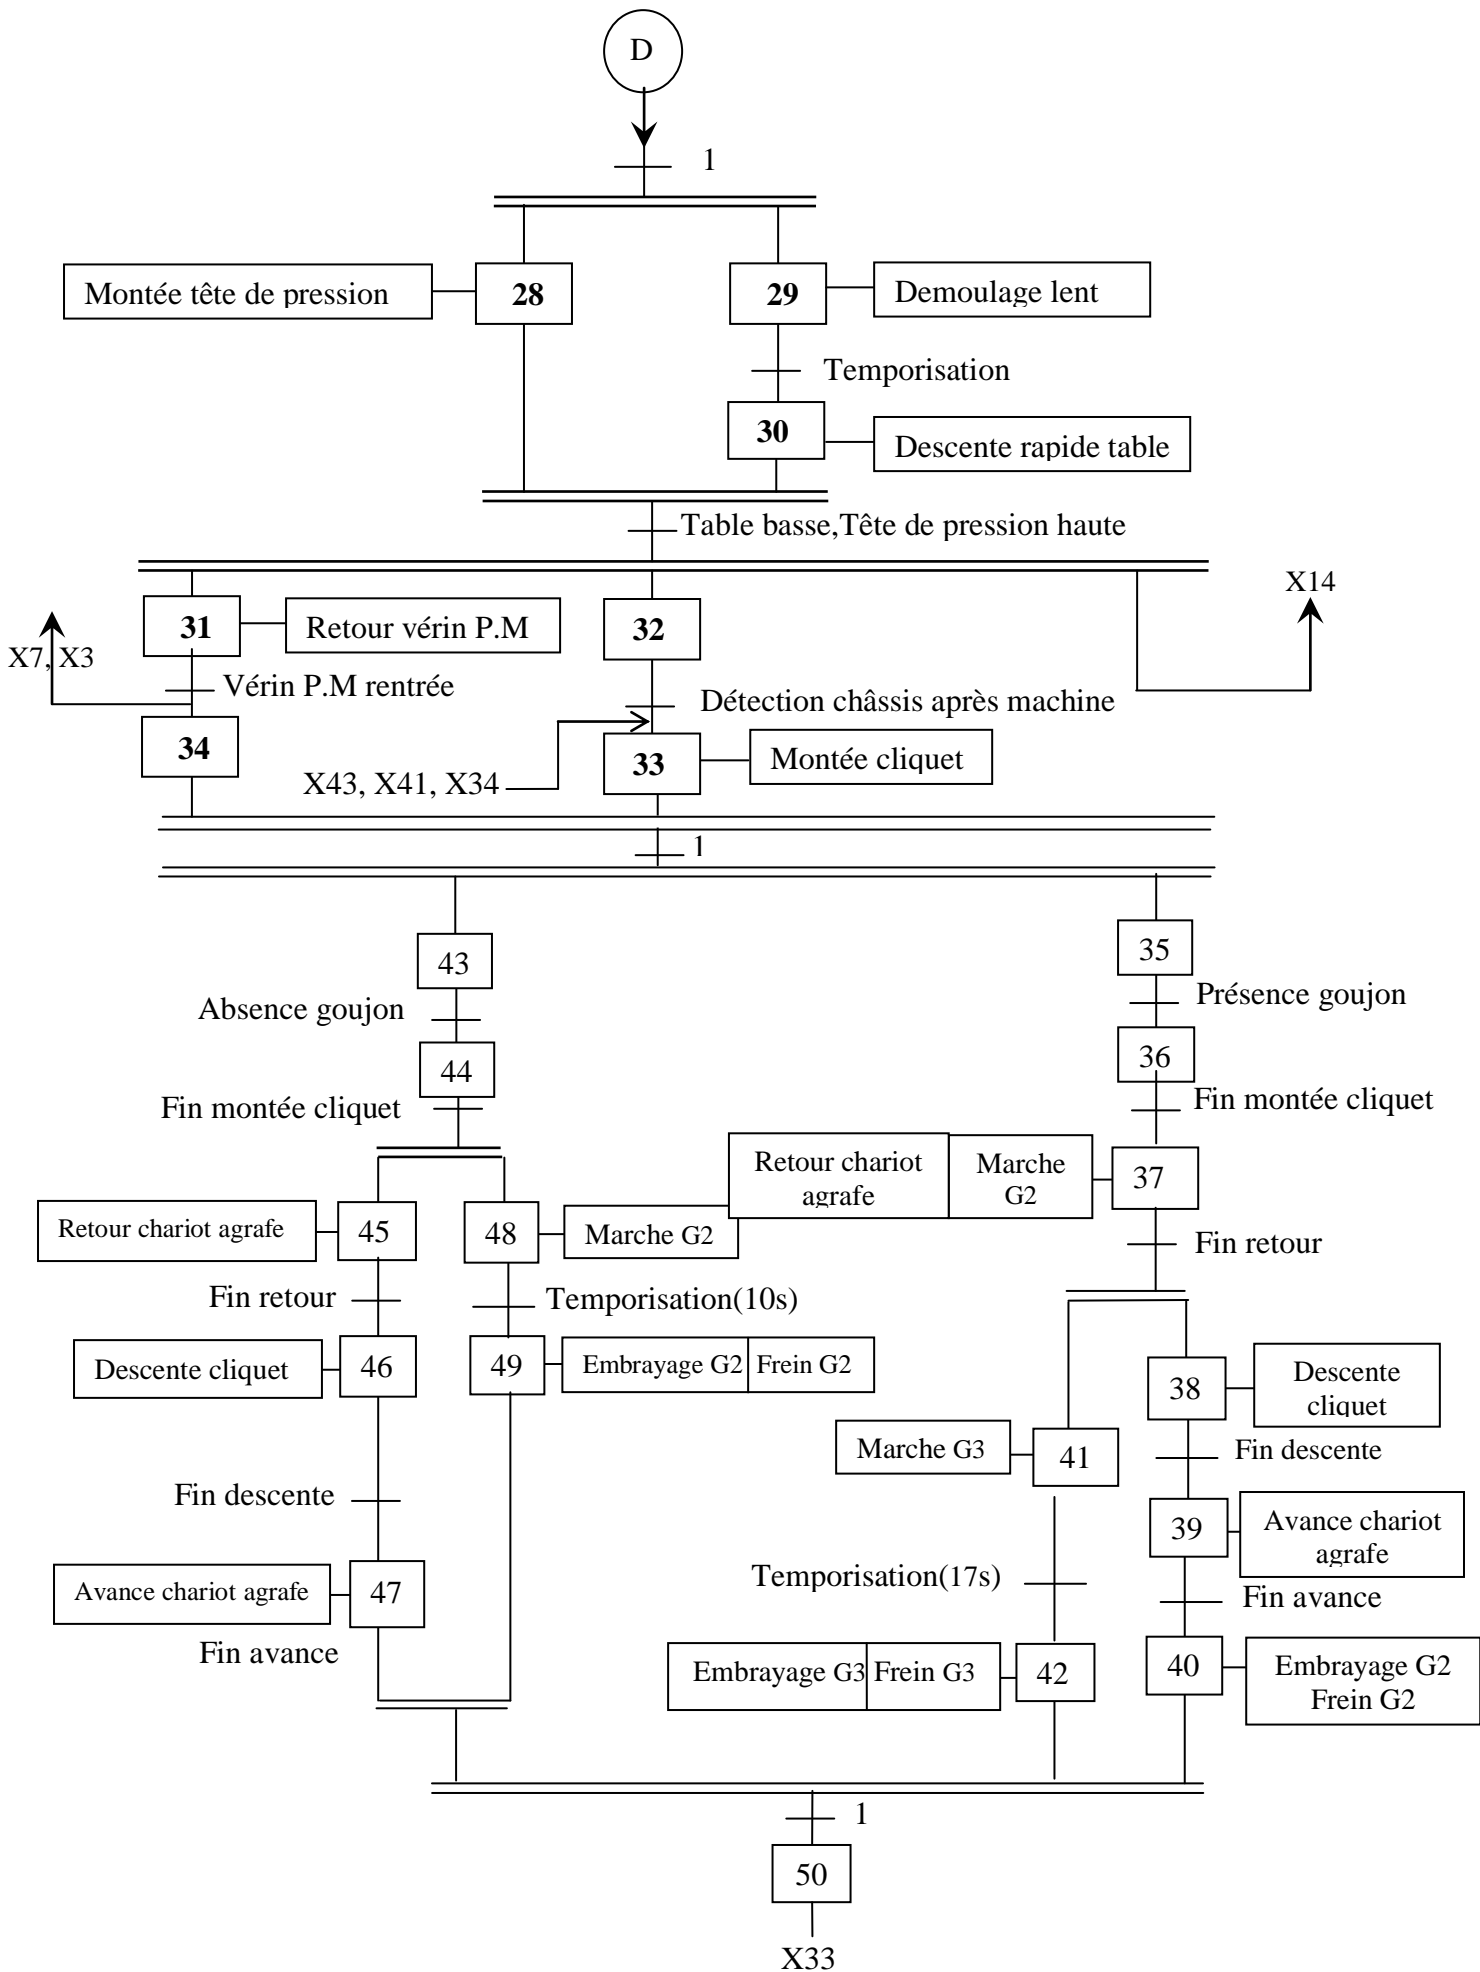 D
1
Montée tête de pression
28
29
Demoulage lent
Temporisation
30
Descente rapide table
Table basse,Tête de pression haute
X14
31
Retour vérin P.M
32
X7, X3
Vérin P.M rentrée
Détection châssis après machine
34
33
Montée cliquet
X43, X41, X34
1
43
35
Absence goujon
Présence goujon
44
36
Fin montée cliquet
Fin montée cliquet
Retour chariot
agrafe
Marche
G2
37
Retour chariot agrafe
45
48
Marche G2
Fin retour
Fin retour
Temporisation(10s)
Descente cliquet
46
49
Embrayage G2
Frein G2
38
Descente
cliquet
Marche G3
41
Fin descente
Fin descente
39
Avance chariot
agrafe
Avance chariot agrafe
47
Temporisation(17s)
Fin avance
Fin avance
Embrayage G3
Frein G3
42
40
Embrayage G2
Frein G2
1
50
X33